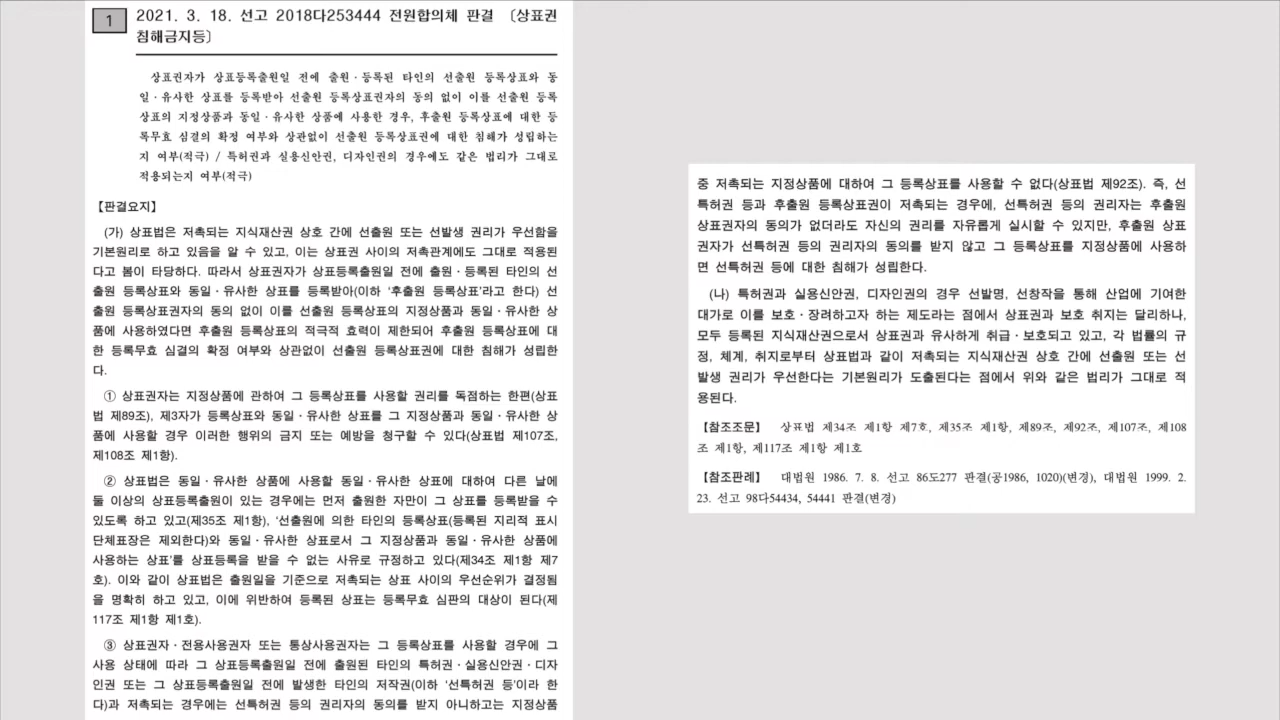 1
2021. 3. 18. 선고 2018다253444 전원합의체 판결 〔상표권
침해금지등〕
상표권자가 상표등록출원일 전에 출원·등록된 타인의 선출원 등록상표와 동
일·유사한 상표를 등록받아 선출원 등록상표권자의 동의 없이 이를 선출원 등록
상표의 지정상품과 동일·유사한 상품에 사용한 경우, 후출원 등록상표에 대한 등
록무효 심결의 확정 여부와 상관없이 선출원 등록상표권에 대한 침해가 성립하는
지 여부(적극) / 특허권과 실용신안권, 디자인권의 경우에도 같은 법리가 그대로
적용되는지 여부(적극)
【판결요지】
(가) 상표법은 저촉되는 지식재산권 상호 간에 선출원 또는 선발생 권리가 우선함을
기본원리로 하고 있음을 알 수 있고, 이는 상표권 사이의 저촉관계에도 그대로 적용된
다고 봄이 타당하다. 따라서 상표권자가 상표등록출원일 전에 출원·등록된 타인의 선
출원 등록상표와 동일·유사한 상표를 등록받아(이하 ‘후출원 등록상표’라고 한다) 선
출원 등록상표권자의 동의 없이 이를 선출원 등록상표의 지정상품과 동일·유사한 상
품에 사용하였다면 후출원 등록상표의 적극적 효력이 제한되어 후출원 등록상표에 대
한 등록무효 심결의 확정 여부와 상관없이 선출원 등록상표권에 대한 침해가 성립한
다.
① 상표권자는 지정상품에 관하여 그 등록상표를 사용할 권리를 독점하는 한편(상표
법 제89조), 제3자가 등록상표와 동일·유사한 상표를 그 지정상품과 동일·유사한 상
품에 사용할 경우 이러한 행위의 금지 또는 예방을 청구할 수 있다(상표법 제107조,
제108조 제1항).
② 상표법은 동일·유사한 상품에 사용할 동일·유사한 상표에 대하여 다른 날에
둘 이상의 상표등록출원이 있는 경우에는 먼저 출원한 자만이 그 상표를 등록받을 수
있도록 하고 있고(제35조 제1항), ‘선출원에 의한 타인의 등록상표(등록된 지리적 표시
단체표장은 제외한다)와 동일·유사한 상표로서 그 지정상품과 동일·유사한 상품에
사용하는 상표’를 상표등록을 받을 수 없는 사유로 규정하고 있다(제34조 제1항 제7
호). 이와 같이 상표법은 출원일을 기준으로 저촉되는 상표 사이의 우선순위가 결정됨
을 명확히 하고 있고, 이에 위반하여 등록된 상표는 등록무효 심판의 대상이 된다(제
117조 제1항 제1호).
③ 상표권자·전용사용권자 또는 통상사용권자는 그 등록상표를 사용할 경우에 그
사용 상태에 따라 그 상표등록출원일 전에 출원된 타인의 특허권·실용신안권·디자
인권 또는 그 상표등록출원일 전에 발생한 타인의 저작권(이하 ‘선특허권 등’이라 한
다)과 저촉되는 경우에는 선특허권 등의 권리자의 동의를 받지 아니하고는 지정상품
중 저촉되는 지정상품에 대하여 그 등록상표를 사용할 수 없다(상표법 제92조). 즉, 선
특허권 등과 후출원 등록상표권이 저촉되는 경우에, 선특허권 등의 권리자는 후출원
상표권자의 동의가 없더라도 자신의 권리를 자유롭게 실시할 수 있지만, 후출원 상표
권자가 선특허권 등의 권리자의 동의를 받지 않고 그 등록상표를 지정상품에 사용하
면 선특허권 등에 대한 침해가 성립한다.
(나) 특허권과 실용신안권, 디자인권의 경우 선발명, 선창작을 통해 산업에 기여한
대가로 이를 보호·장려하고자 하는 제도라는 점에서 상표권과 보호 취지는 달리하나,
모두 등록된 지식재산권으로서 상표권과 유사하게 취급·보호되고 있고, 각 법률의 규
정, 체계, 취지로부터 상표법과 같이 저촉되는 지식재산권 상호 간에 선출원 또는 선
발생 권리가 우선한다는 기본원리가 도출된다는 점에서 위와 같은 법리가 그대로 적
용된다.
【참조조문】 상표법 제34조 제1항 제7호, 제35조 제1항, 제89조, 제92조, 제107조, 제108
조 제1항, 제117조 제1항 제1호
【참조판례】 대법원 1986. 7. 8. 선고 86도277 판결(공1986, 1020)(변경), 대법원 1999. 2.
23. 선고 98다54434, 54441 판결(변경)